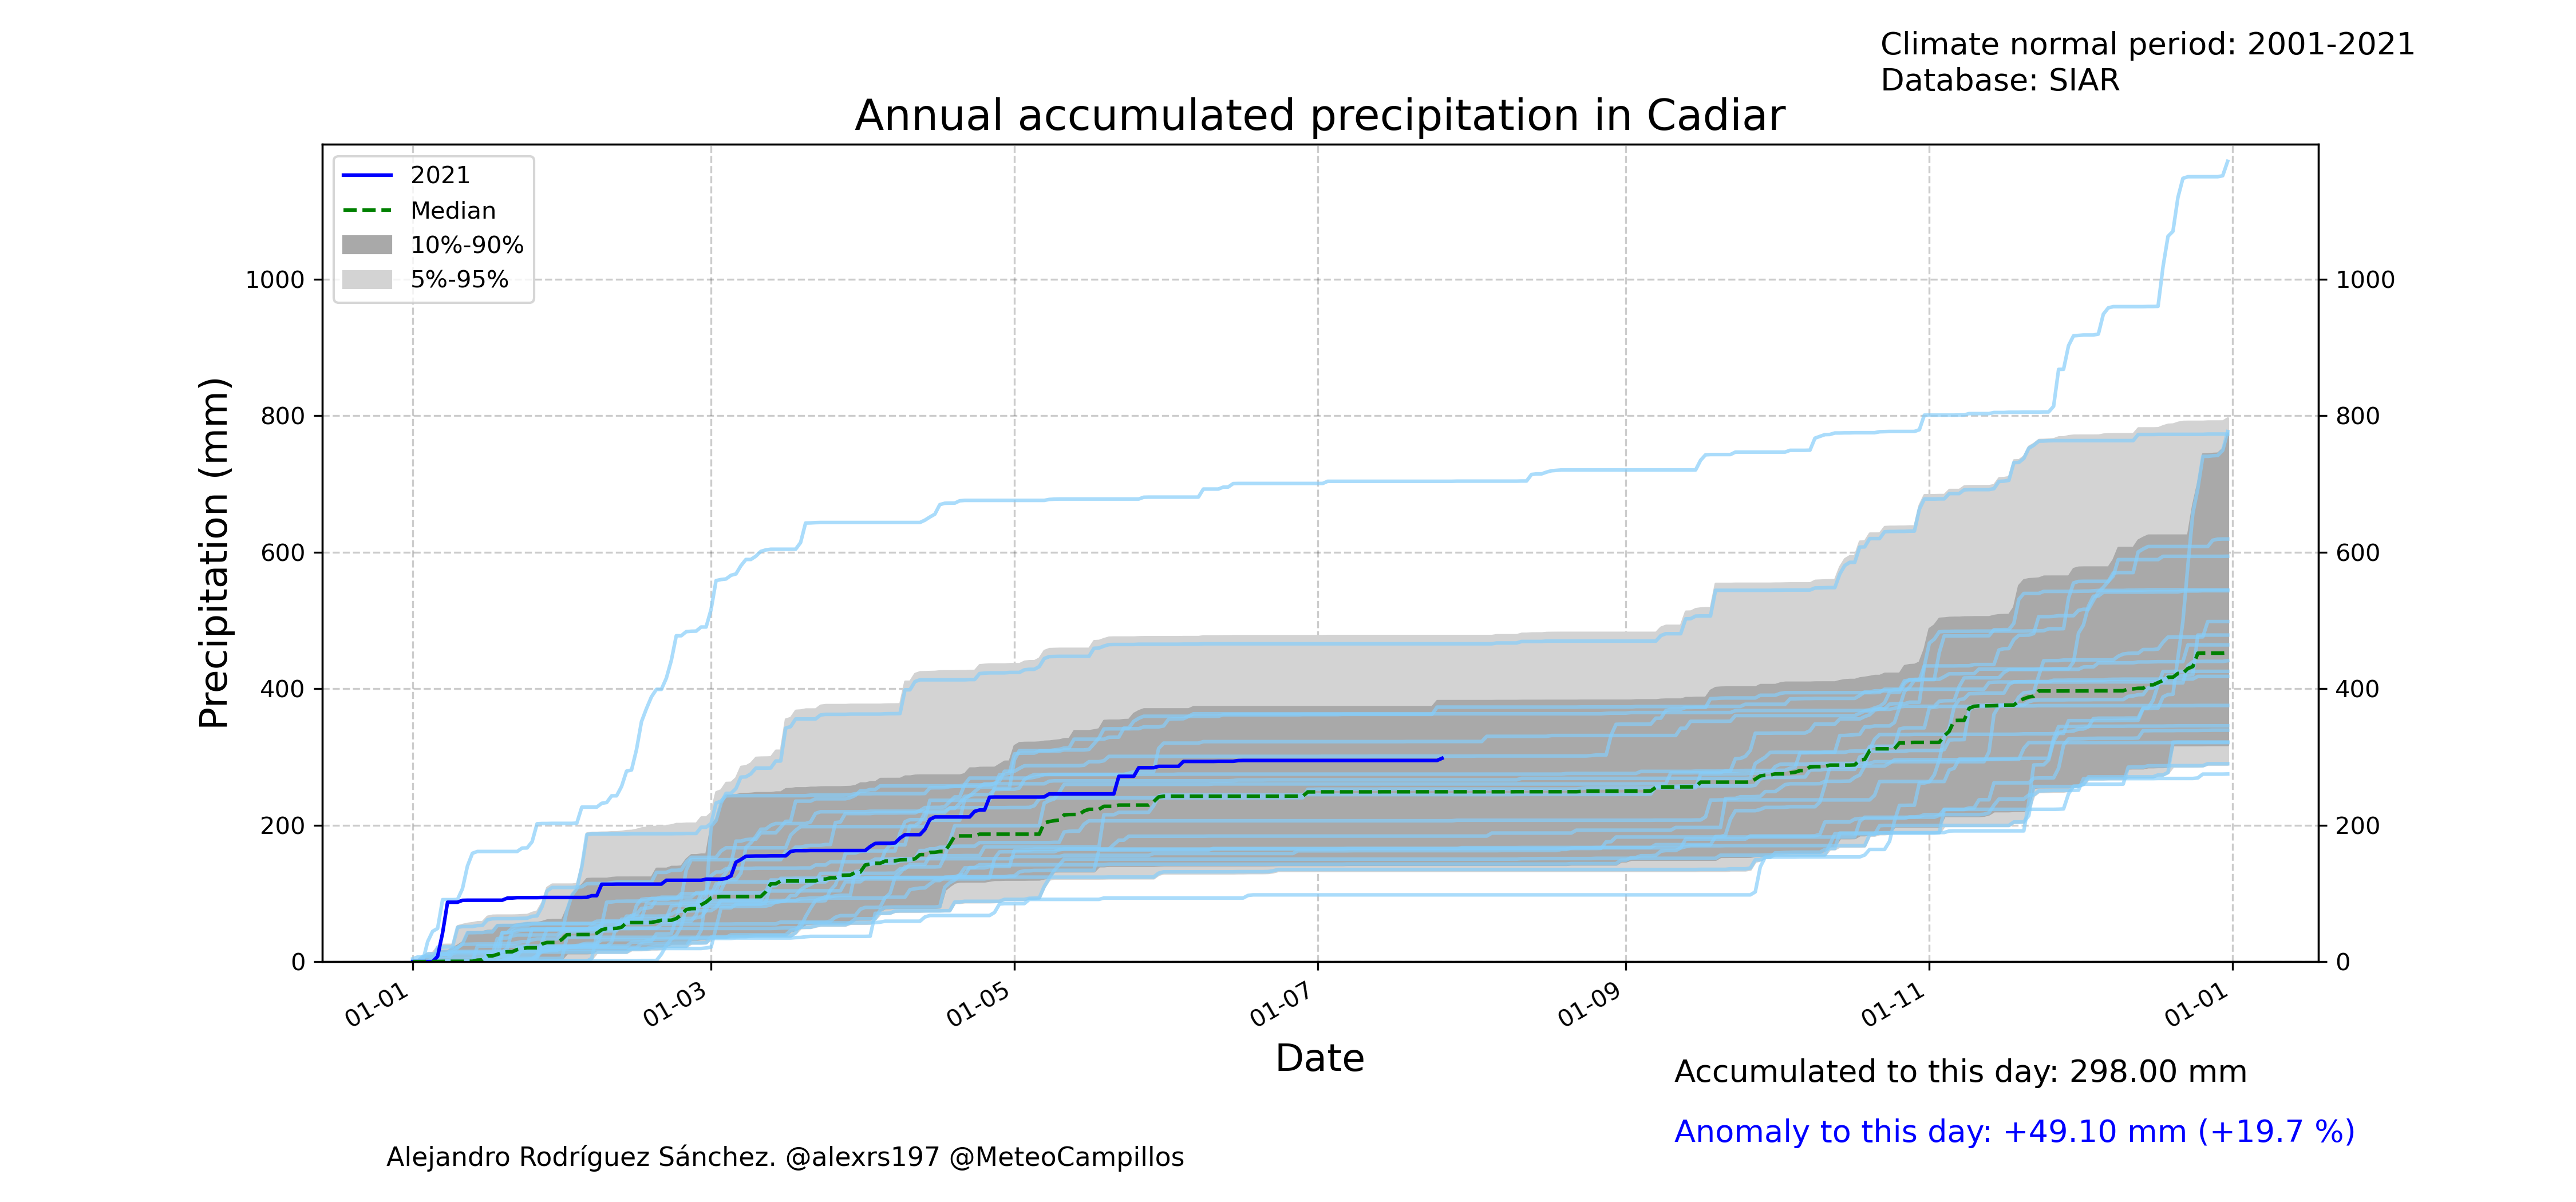 Climate normal period: 2001-2021
Database: SIAR
Annual accumulated precipitation in Cadiar
2021
Median
10%-90%
5%-95%
Precipitation (mm)
1000
800
600
400
200
0
1000
800
600
400
200
0
01-01
01-03
01-05
01-07
01-09
01-11
01-01
Date
Accumulated to this day: 298.00 mm
Anomaly to this day: +49.10 mm (+19.7 %)
Alejandro Rodríguez Sánchez. @alexrs197 @MeteoCampillos